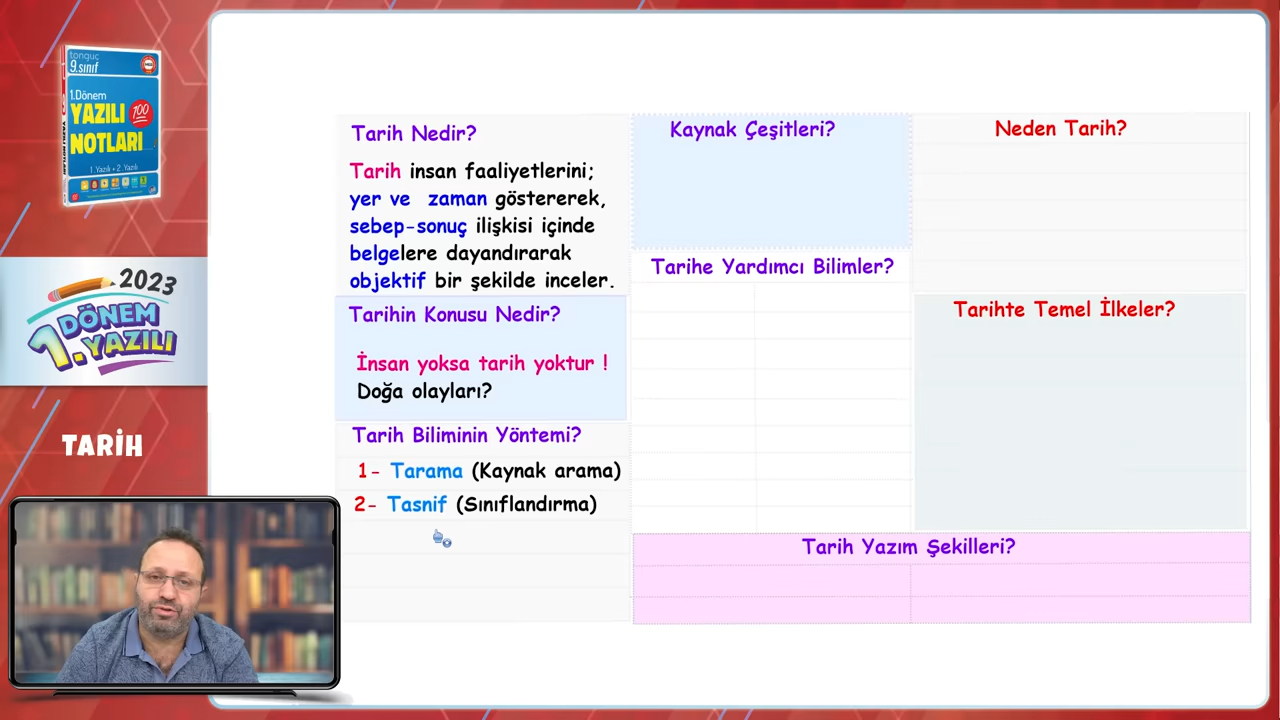 tonguç
9.sınıf
1.Dönem
YAZILI
100
NOTLARI
1.Yazılı + 2.Yazılı
YAZILI NOTLARI
2023
1. DÖNEM
YAZILI
TARİH
Tarih Nedir?
Tarih insan faaliyetlerini;
yer ve zaman göstererek,
sebep-sonuç ilişkisi içinde
belgelere dayandırarak
objektif bir şekilde inceler.
Tarihin Konusu Nedir?
İnsan yoksa tarih yoktur !
Doğa olayları?
Tarih Biliminin Yöntemi?
1- Tarama (Kaynak arama)
2- Tasnif (Sınıflandırma)
Kaynak Çeşitleri?
Tarihe Yardımcı Bilimler?
Neden Tarih?
Tarihte Temel İlkeler?
Tarih Yazım Şekilleri?